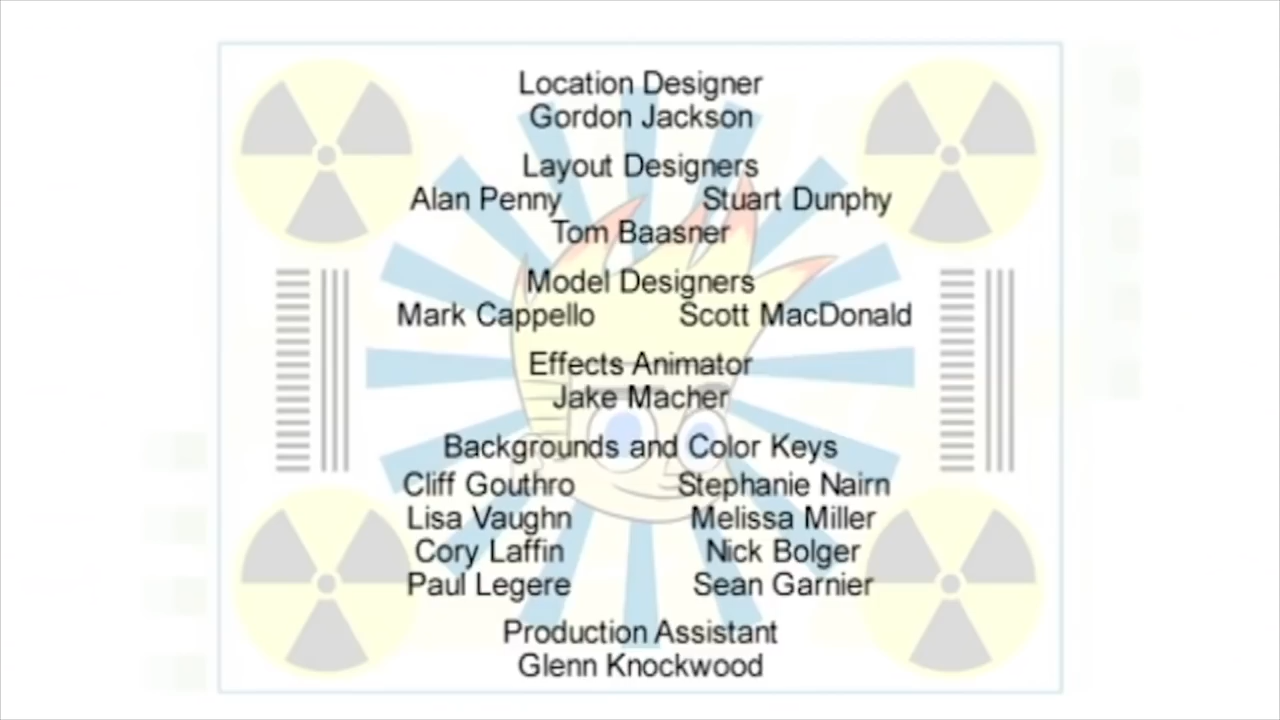 Location Designer
Gordon Jackson
Layout Designers
Alan Penny Stuart Dunphy
Tom Baasner
Model Designers
Mark Cappello Scott MacDonald
Effects Animator
Jake Macher
Backgrounds and Color Keys
Cliff Gouthro Stephanie Nairn
Lisa Vaughn Melissa Miller
Cory Laffin Nick Bolger
Paul Legere Sean Garnier
Production Assistant
Glenn Knockwood